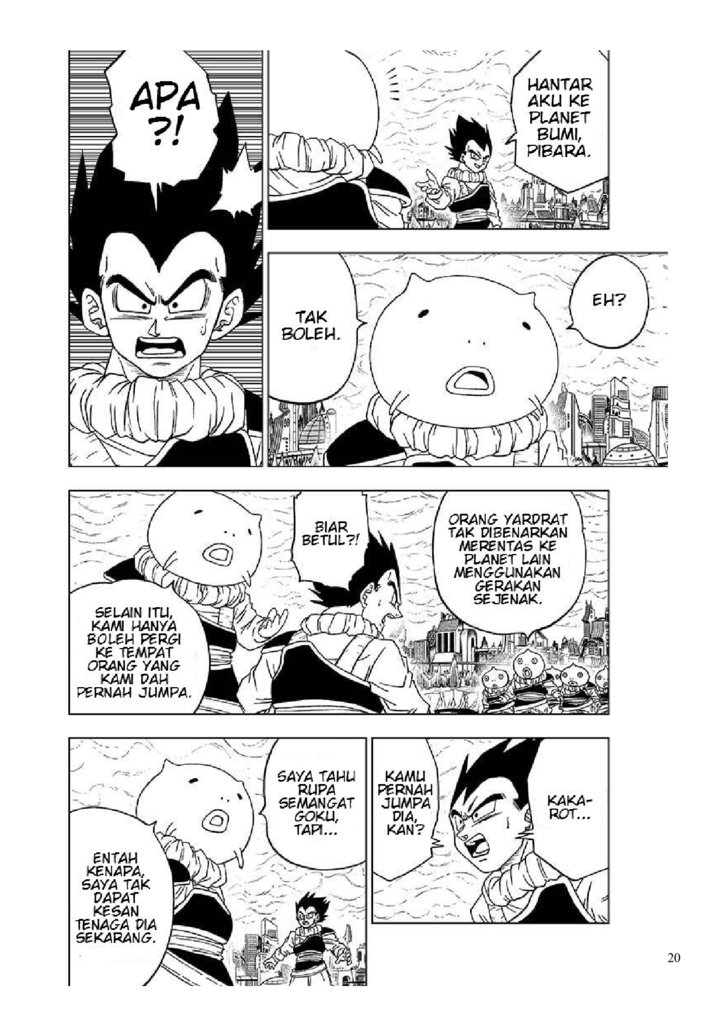 HANTAR
AKU KE
PLANET
BUMI,
PIBARA.
APA
?!
EH?
TAK
BOLEH.
ORANG YARDRAT
TAK DIBENARKAN
MERENTAS KE
PLANET LAIN
MENGGUNAKAN
GERAKAN
SEJENAK.
BIAR
BETUL?!
SELAIN ITU,
KAMI HANYA
BOLEH PERGI
KE TEMPAT
ORANG YANG
KAMI DAH
PERNAH JUMPA.
KAKA-
ROT...
KAMU
PERNAH
JUMPA
DIA,
KAN?
SAYA TAHU
RUPA
SEMANGAT
GOKU,
TAPI...
ENTAH
KENAPA,
SAYA TAK
DAPAT
KESAN
TENAGA DIA
SEKARANG.
20